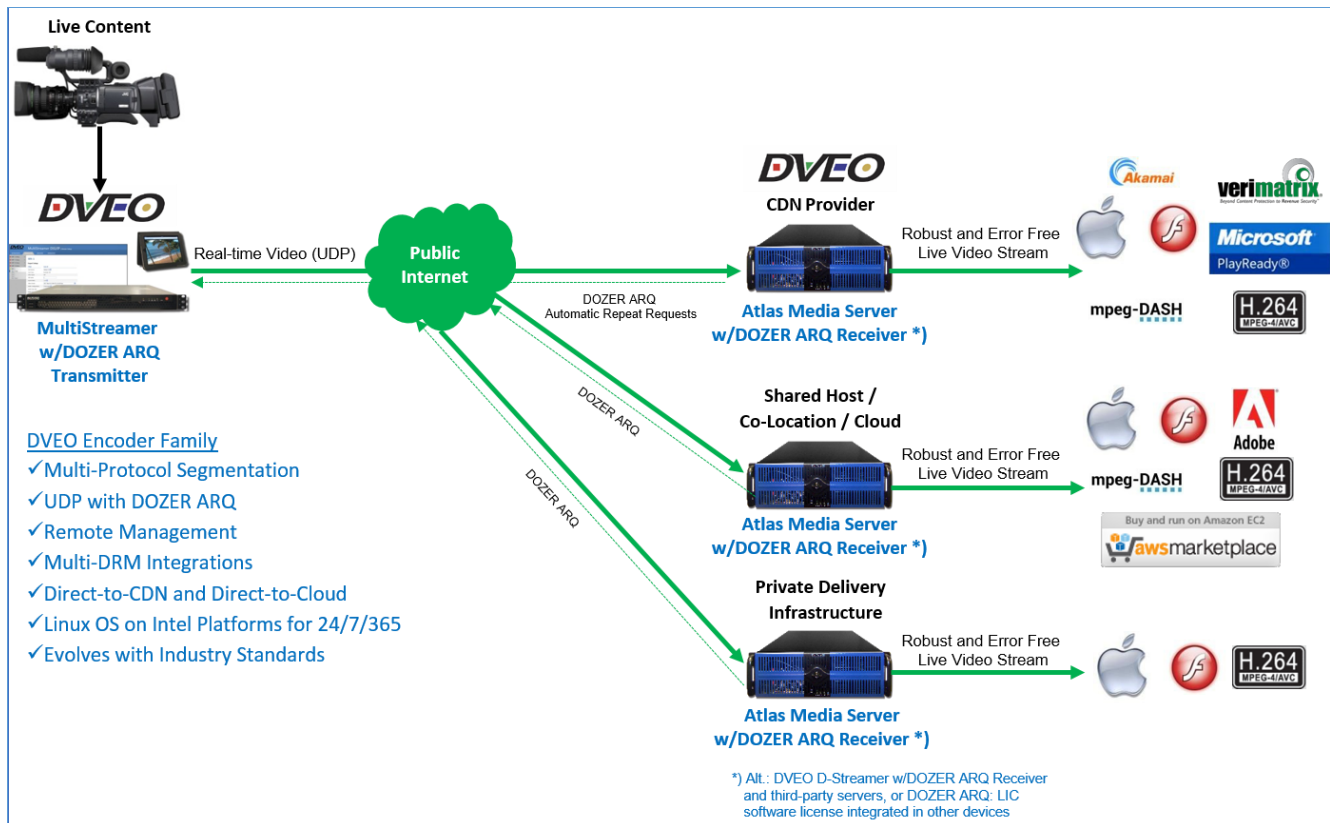 Live Content
DVEO
MultiStreamer
w/DOZER ARQ
Transmitter
Real-time Video (UDP)
Public
Internet
DOZER ARQ
Automatic Repeat Requests
DOZER ARQ
DOZER ARQ
DVEO
CDN Provider
Atlas Media Server
w/DOZER ARQ Receiver *)
Robust and Error Free
Live Video Stream
Akamai
verimatrix
Beyond Content Protection to Revenue Security™
Microsoft®
PlayReady®
mpeg-DASH
H.264
MPEG-4/AVC
Shared Host /
Co-Location / Cloud
Atlas Media Server
w/DOZER ARQ Receiver *)
Robust and Error Free
Live Video Stream
Adobe
mpeg-DASH
H.264
MPEG-4/AVC
Buy and run on Amazon EC2
awsmarketplace
Private Delivery
Infrastructure
Atlas Media Server
w/DOZER ARQ Receiver *)
Robust and Error Free
Live Video Stream
H.264
MPEG-4/AVC
DVEO Encoder Family
✓Multi-Protocol Segmentation
✓UDP with DOZER ARQ
✓Remote Management
✓Multi-DRM Integrations
✓Direct-to-CDN and Direct-to-Cloud
✓Linux OS on Intel Platforms for 24/7/365
✓Evolves with Industry Standards
*) Alt.: DVEO D-Streamer w/DOZER ARQ Receiver
and third-party servers, or DOZER ARQ: LIC
software license integrated in other devices